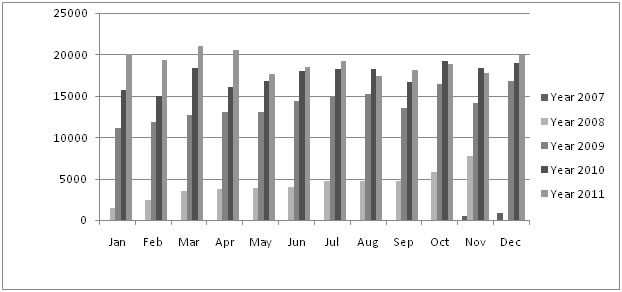 25000
20000
15000
10000
5000
0
Jan Feb Mar Apr May Jun Jul Aug Sep Oct Nov Dec
Year 2007
Year 2008
Year 2009
Year 2010
Year 2011